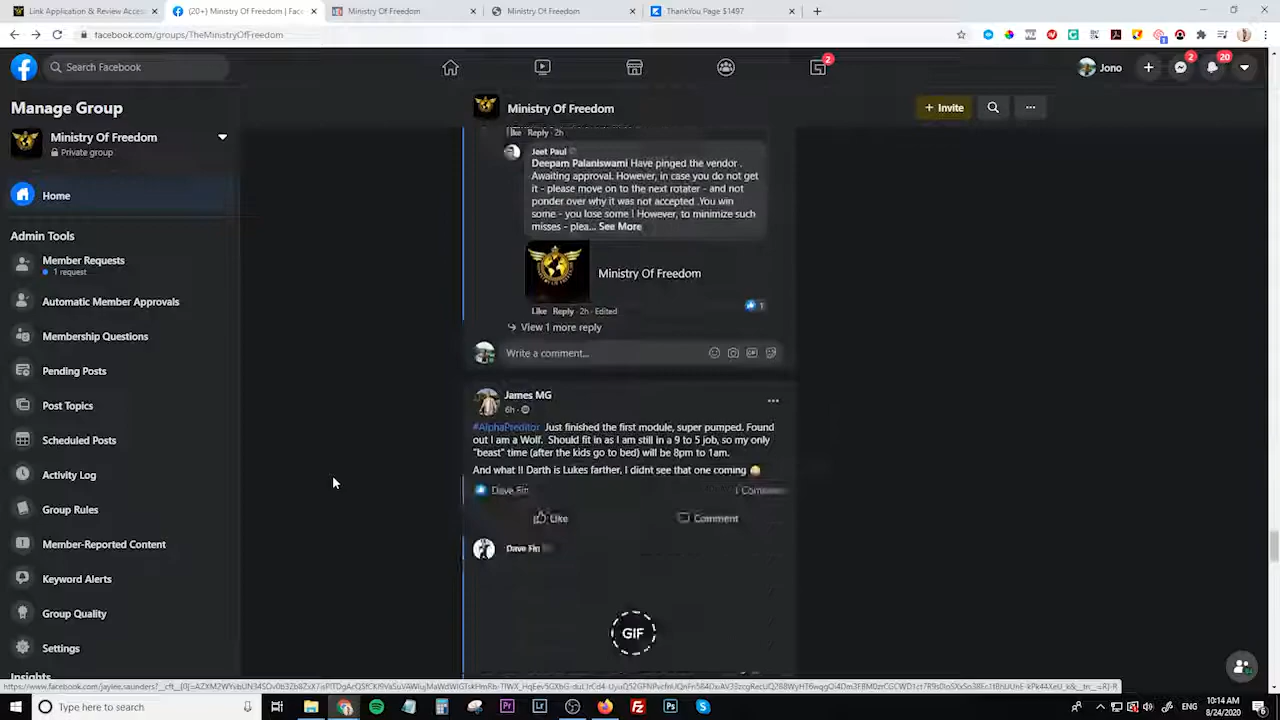 Link Application & Review Acces
(20+) Ministry Of Freedom | Fac
Ministry Of Freedom
Ministry Of Freedom
ThankYou Page $1497
facebook.com/groups/TheMinistryOfFreedom
Search Facebook
2
Jono
2
20
Manage Group
Ministry Of Freedom
Private group
Ministry Of Freedom
+ Invite
Home
Admin Tools
Member Requests
1 request
Automatic Member Approvals
Membership Questions
Pending Posts
Post Topics
Scheduled Posts
Activity Log
Group Rules
Member-Reported Content
Keyword Alerts
Group Quality
Settings
Insights
Like Reply · 2h
Jeet Paul
Deepam Palaniswami Have pinged the vendor .
Awaiting approval. However, in case you do not get
it - please move on to the next rotater - and not
ponder over why it was not accepted .You win
some - you lose some ! However, to minimize such
misses - plea... See More
Ministry Of Freedom
Like Reply · 2h · Edited
1
View 1 more reply
Write a comment...
James MG
6h
#AlphaPreditor Just finished the first module, super pumped. Found
out I am a Wolf. Should fit in as I am still in a 9 to 5 job, so my only
"beast" time (after the kids go to bed) will be 8pm to 1am.
And what !! Darth is Lukes farther, I didnt see that one coming
Like
Comment
GIF
Type here to search
ENG
10:14 AM
8/24/2020